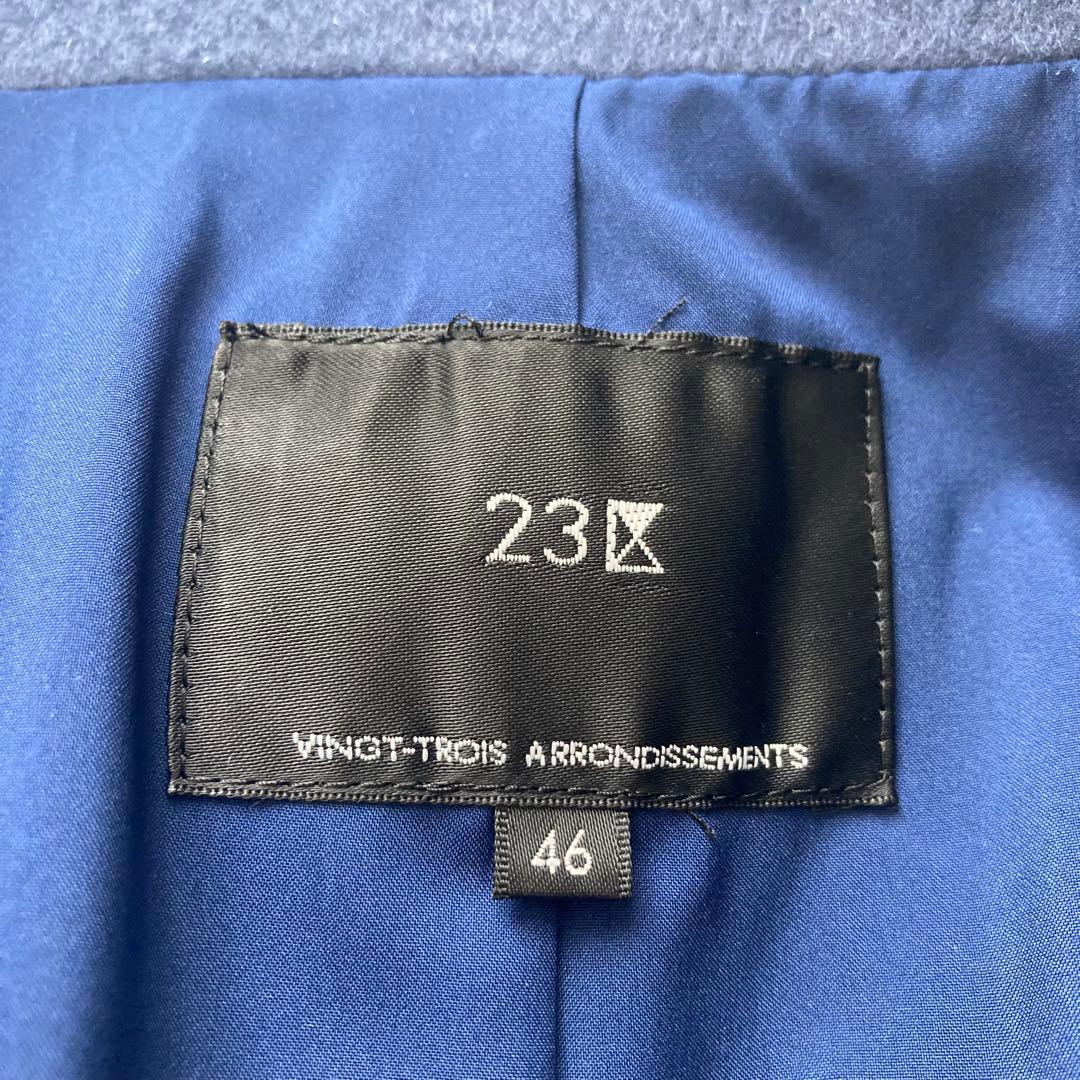 23区
VINGT-TROIS ARRONDISSEMENTS
46